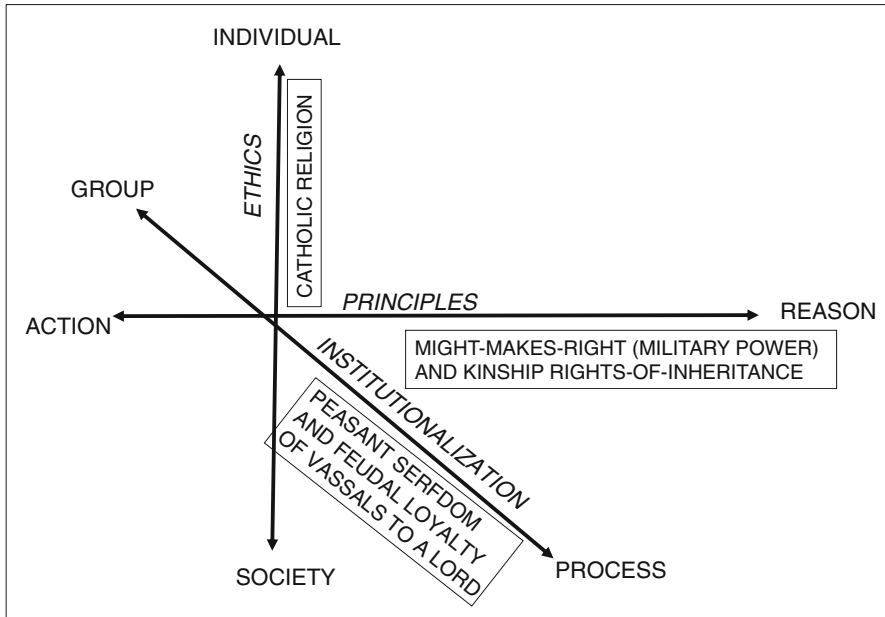 INDIVIDUAL
ETHICS
CATHOLIC RELIGION
GROUP
PRINCIPLES
ACTION
REASON
MIGHT-MAKES-RIGHT (MILITARY POWER)
AND KINSHIP RIGHTS-OF-INHERITANCE
INSTITUTIONALIZATION
PEASANT SERFDOM
AND FEUDAL LOYALTY
OF VASSALS TO A LORD
SOCIETY
PROCESS